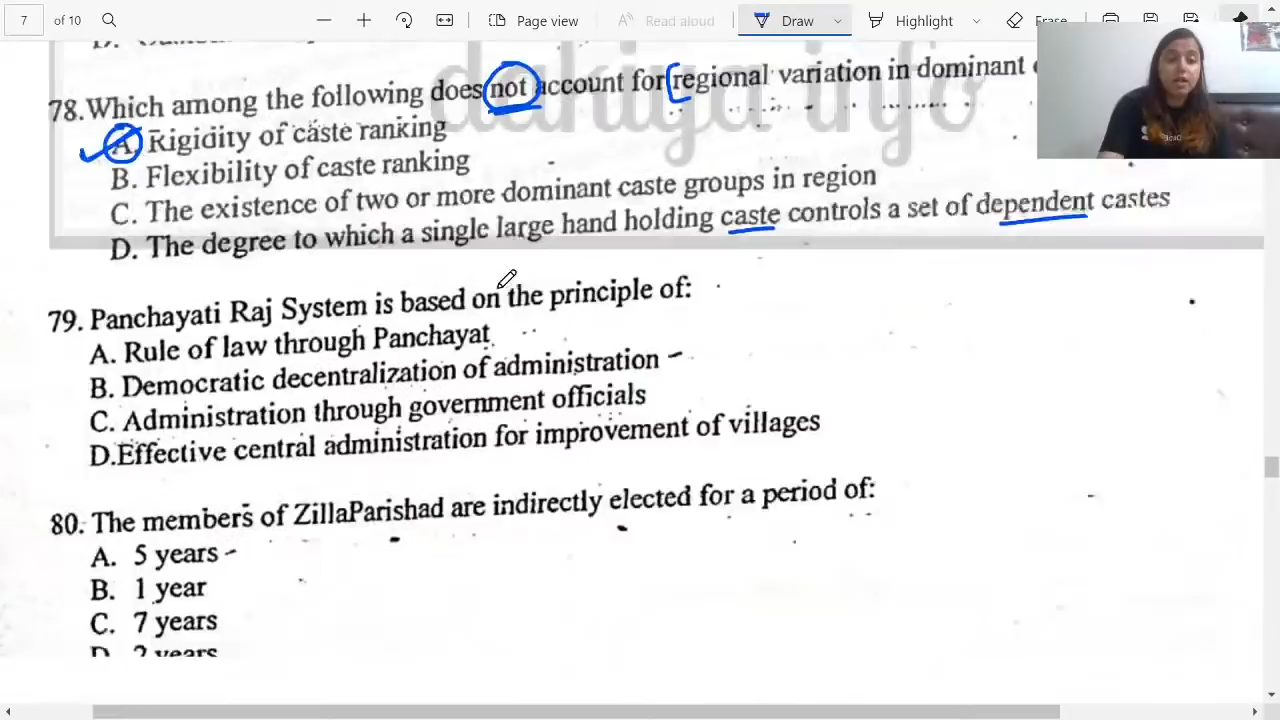 7 of 10 Page view Read aloud Draw Highlight Erase
dakiya info
78. Which among the following does not account for regional variation in dominant
A. Rigidity of caste ranking
B. Flexibility of caste ranking
C. The existence of two or more dominant caste groups in region
D. The degree to which a single large hand holding caste controls a set of dependent castes
79. Panchayati Raj System is based on the principle of:
A. Rule of law through Panchayat
B. Democratic decentralization of administration
C. Administration through government officials
D.Effective central administration for improvement of villages
80. The members of ZillaParishad are indirectly elected for a period of:
A. 5 years
B. 1 year
C. 7 years
years